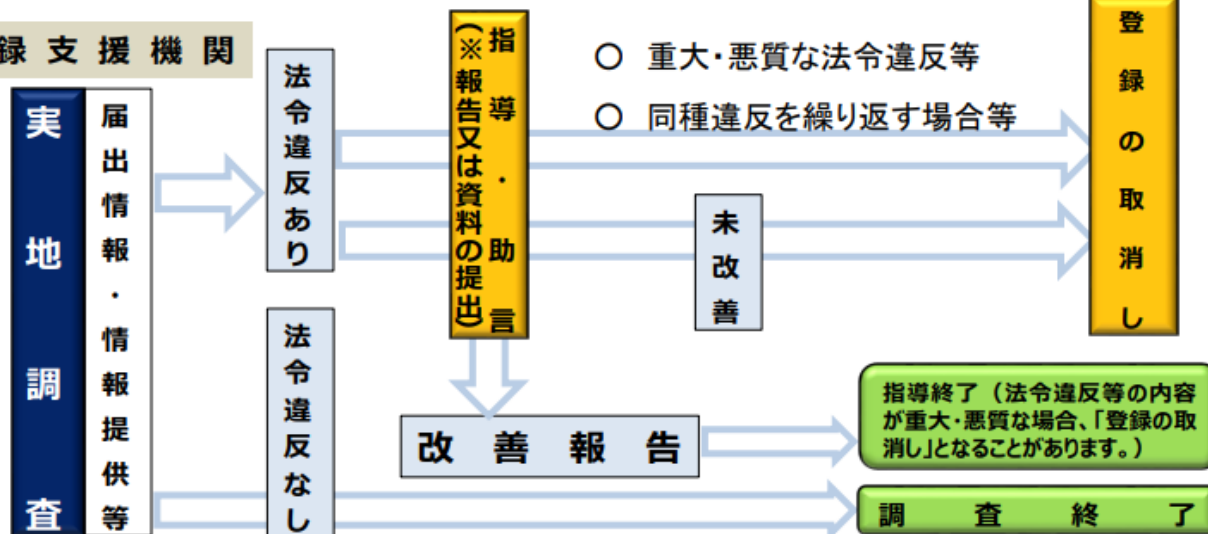 録支援機関
実地調査
届出情報・情報提供等
法令違反あり
指導・助言
(※報告又は資料の提出)
○ 重大・悪質な法令違反等
○ 同種違反を繰り返す場合等
未改善
登録の取消し
法令違反なし
改善報告
指導終了（法令違反等の内容
が重大・悪質な場合、「登録の取
消し」となることがあります。）
調査終了